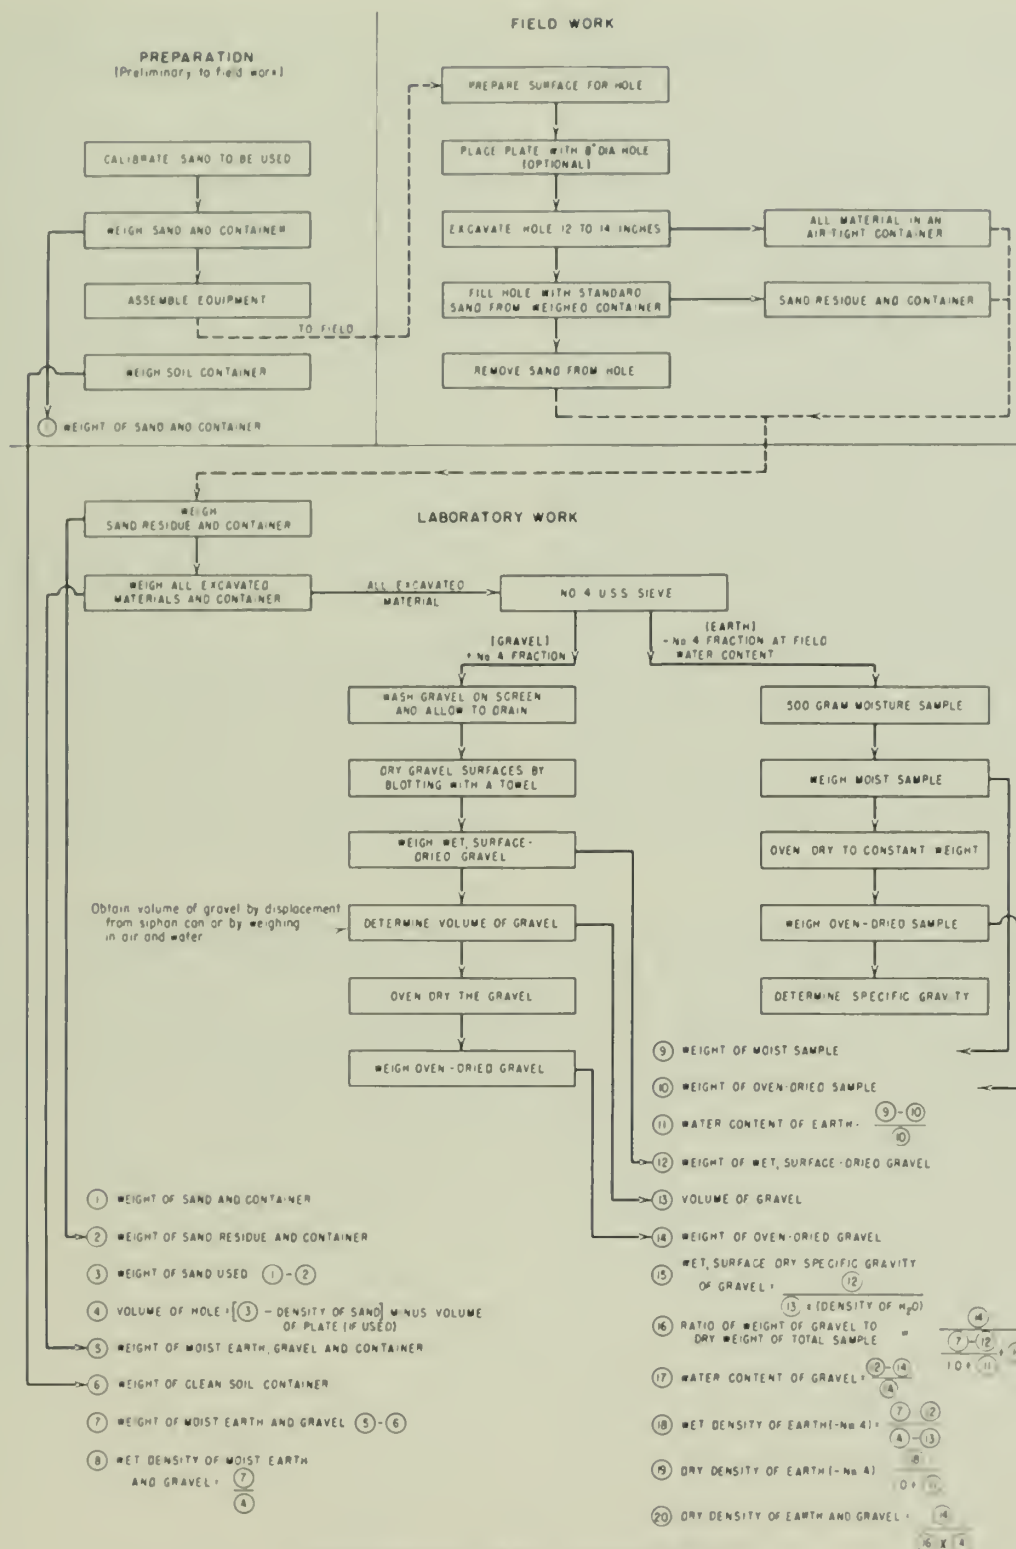 FIELD WORK
PREPARATION
(Preliminary to field work)
PREPARE SURFACE FOR HOLE
CALIBRATE SAND TO BE USED
PLACE PLATE WITH 8" DIA HOLE
(OPTIONAL)
WEIGH SAND AND CONTAINER
EXCAVATE HOLE 12 TO 14 INCHES
ALL MATERIAL IN AN
AIR-TIGHT CONTAINER
ASSEMBLE EQUIPMENT
FILL HOLE WITH STANDARD
SAND FROM WEIGHED CONTAINER
SAND RESIDUE AND CONTAINER
TO FIELD
WEIGH SOIL CONTAINER
REMOVE SAND FROM HOLE
1 WEIGHT OF SAND AND CONTAINER
WEIGH
SAND RESIDUE AND CONTAINER
LABORATORY WORK
WEIGH ALL EXCAVATED
MATERIALS AND CONTAINER
ALL EXCAVATED
MATERIAL
NO 4 U.S.S SIEVE
[GRAVEL]
+ No 4 FRACTION
[EARTH]
- No 4 FRACTION AT FIELD
WATER CONTENT
WASH GRAVEL ON SCREEN
AND ALLOW TO DRAIN
500 GRAM MOISTURE SAMPLE
DRY GRAVEL SURFACES BY
BLOTTING WITH A TOWEL
WEIGH MOIST SAMPLE
WEIGH WET, SURFACE-
DRIED GRAVEL
OVEN DRY TO CONSTANT WEIGHT
Obtain volume of gravel by displacement
from siphon can or by weighing
in air and water
DETERMINE VOLUME OF GRAVEL
WEIGH OVEN-DRIED SAMPLE
OVEN DRY THE GRAVEL
DETERMINE SPECIFIC GRAVITY
WEIGH OVEN-DRIED GRAVEL
1 WEIGHT OF SAND AND CONTAINER
2 WEIGHT OF SAND RESIDUE AND CONTAINER
3 WEIGHT OF SAND USED 1 - 2
4 VOLUME OF HOLE = [3 - DENSITY OF SAND] MINUS VOLUME
OF PLATE (IF USED)
5 WEIGHT OF MOIST EARTH, GRAVEL AND CONTAINER
6 WEIGHT OF CLEAN SOIL CONTAINER
7 WEIGHT OF MOIST EARTH AND GRAVEL 5 - 6
8 WET DENSITY OF MOIST EARTH
AND GRAVEL = 7
4
9 WEIGHT OF MOIST SAMPLE
10 WEIGHT OF OVEN-DRIED SAMPLE
11 WATER CONTENT OF EARTH = 9 - 10
10
12 WEIGHT OF WET, SURFACE-DRIED GRAVEL
13 VOLUME OF GRAVEL
14 WEIGHT OF OVEN-DRIED GRAVEL
15 WET, SURFACE DRY SPECIFIC GRAVITY
OF GRAVEL = 12
13 x (DENSITY OF H2O)
16 RATIO OF WEIGHT OF GRAVEL TO
DRY WEIGHT OF TOTAL SAMPLE = 14
7 - 12
1 0 + 11 +
17 WATER CONTENT OF GRAVEL = 12 - 14
14
18 WET DENSITY OF EARTH (-No 4) = 7 12
4 - 13
19 DRY DENSITY OF EARTH (-No 4) 18
1 0 + 11
20 DRY DENSITY OF EARTH AND GRAVEL = 14
16 X 4